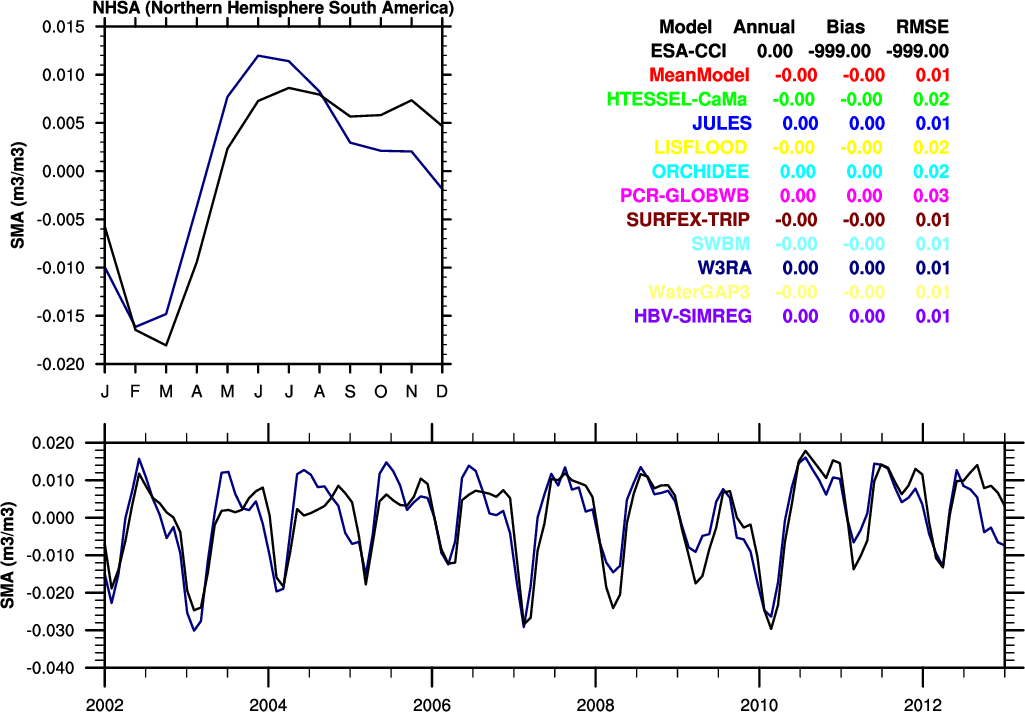 NHSA (Northern Hemisphere South America)
0.015
0.010
0.005
0.000
-0.005
-0.010
-0.015
-0.020
SMA (m3/m3)
J F M A M J J A S O N D
Model Annual Bias RMSE
ESA-CCI 0.00 -999.00 -999.00
MeanModel -0.00 -0.00 0.01
HTESSEL-CaMa -0.00 -0.00 0.02
JULES 0.00 0.00 0.01
LISFLOOD -0.00 -0.00 0.02
ORCHIDEE 0.00 0.00 0.02
PCR-GLOBWB 0.00 0.00 0.03
SURFEX-TRIP -0.00 -0.00 0.01
SWBM -0.00 -0.00 0.01
W3RA 0.00 0.00 0.01
WaterGAP3 -0.00 -0.00 0.01
HBV-SIMREG 0.00 0.00 0.01
0.020
0.010
0.000
-0.010
-0.020
-0.030
-0.040
SMA (m3/m3)
2002 2004 2006 2008 2010 2012